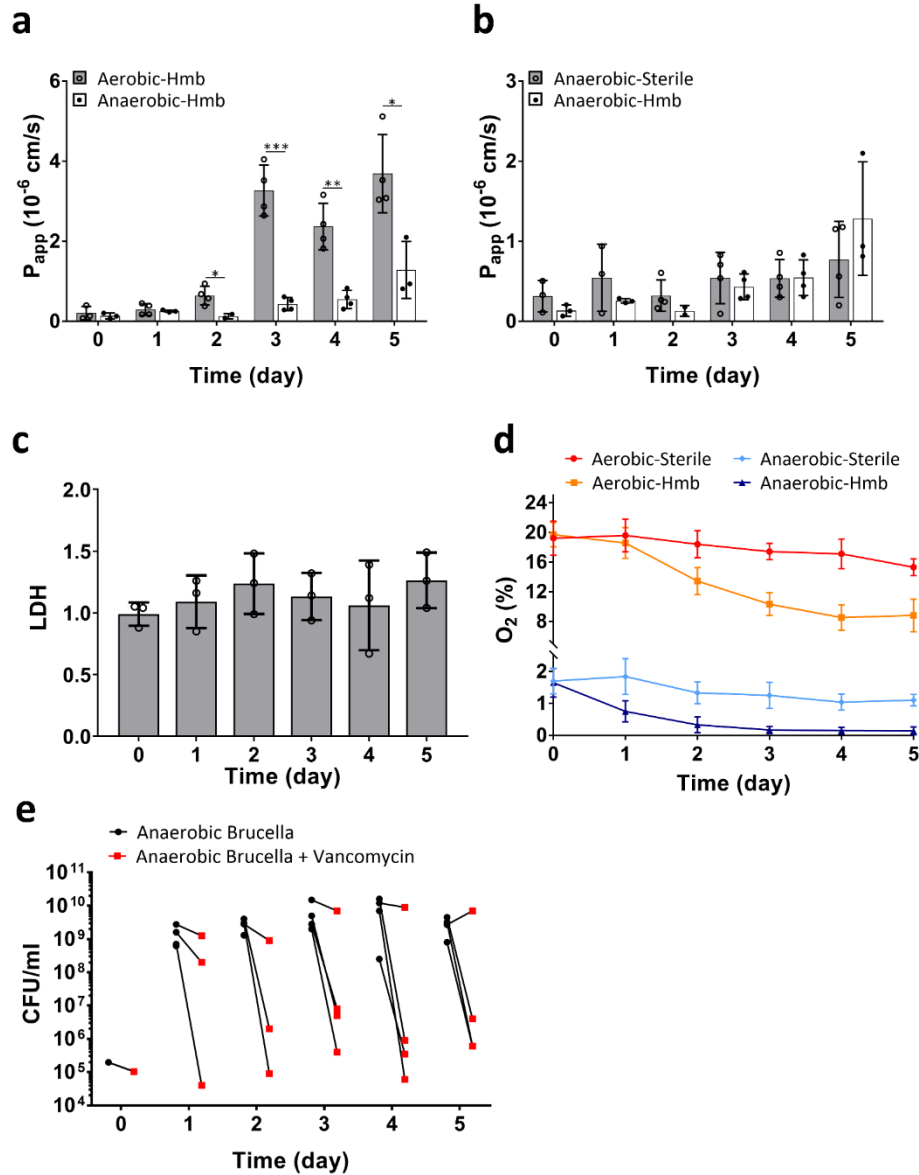 a
Aerobic-Hmb
Anaerobic-Hmb
P_app (10^-6 cm/s)
6
4
2
0
*
***
**
*
0 1 2 3 4 5
Time (day)
b
Anaerobic-Sterile
Anaerobic-Hmb
P_app (10^-6 cm/s)
3
2
1
0
0 1 2 3 4 5
Time (day)
c
LDH
2.0
1.5
1.0
0.5
0.0
0 1 2 3 4 5
Time (day)
d
Aerobic-Sterile
Anaerobic-Sterile
Aerobic-Hmb
Anaerobic-Hmb
O_2 (%)
24
20
16
12
8
2
1
0
0 1 2 3 4 5
Time (day)
e
Anaerobic Brucella
Anaerobic Brucella + Vancomycin
CFU/ml
10^11
10^10
10^9
10^8
10^7
10^6
10^5
10^4
0 1 2 3 4 5
Time (day)